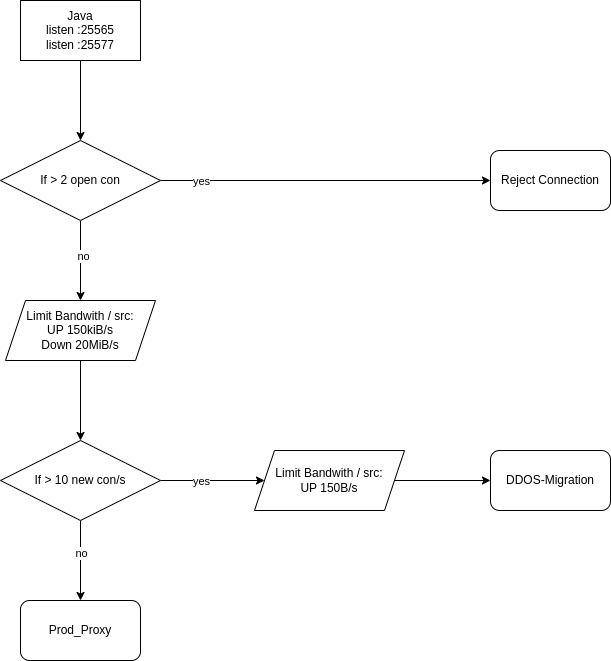 Java
listen :25565
listen :25577
If > 2 open con
yes
Reject Connection
no
Limit Bandwith / src:
UP 150kiB/s
Down 20MiB/s
If > 10 new con/s
yes
Limit Bandwith / src:
UP 150B/s
DDOS-Migration
no
Prod_Proxy